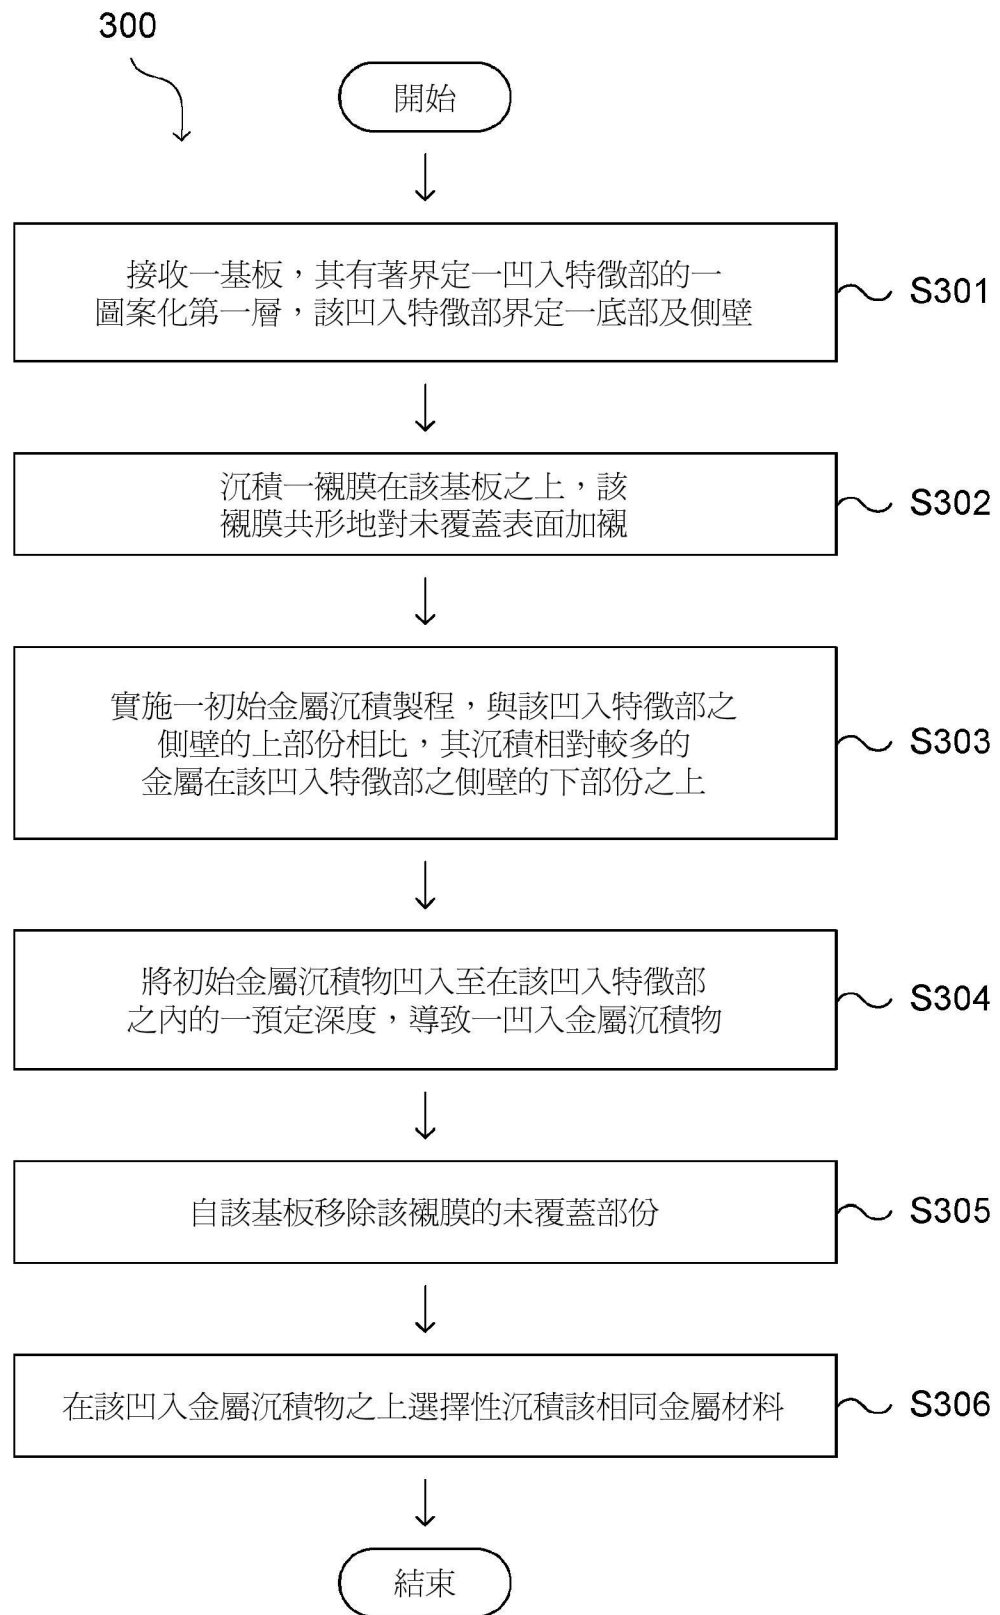 300
開始
接收一基板，其有著界定一凹入特徵部的一
圖案化第一層，該凹入特徵部界定一底部及側壁
S301
沉積一襯膜在該基板之上，該
襯膜共形地對未覆蓋表面加襯
S302
實施一初始金屬沉積製程，與該凹入特徵部之
側壁的上部份相比，其沉積相對較多的
金屬在該凹入特徵部之側壁的下部份之上
S303
將初始金屬沉積物凹入至在該凹入特徵部
之內的一預定深度，導致一凹入金屬沉積物
S304
自該基板移除該襯膜的未覆蓋部份
S305
在該凹入金屬沉積物之上選擇性沉積該相同金屬材料
S306
結束